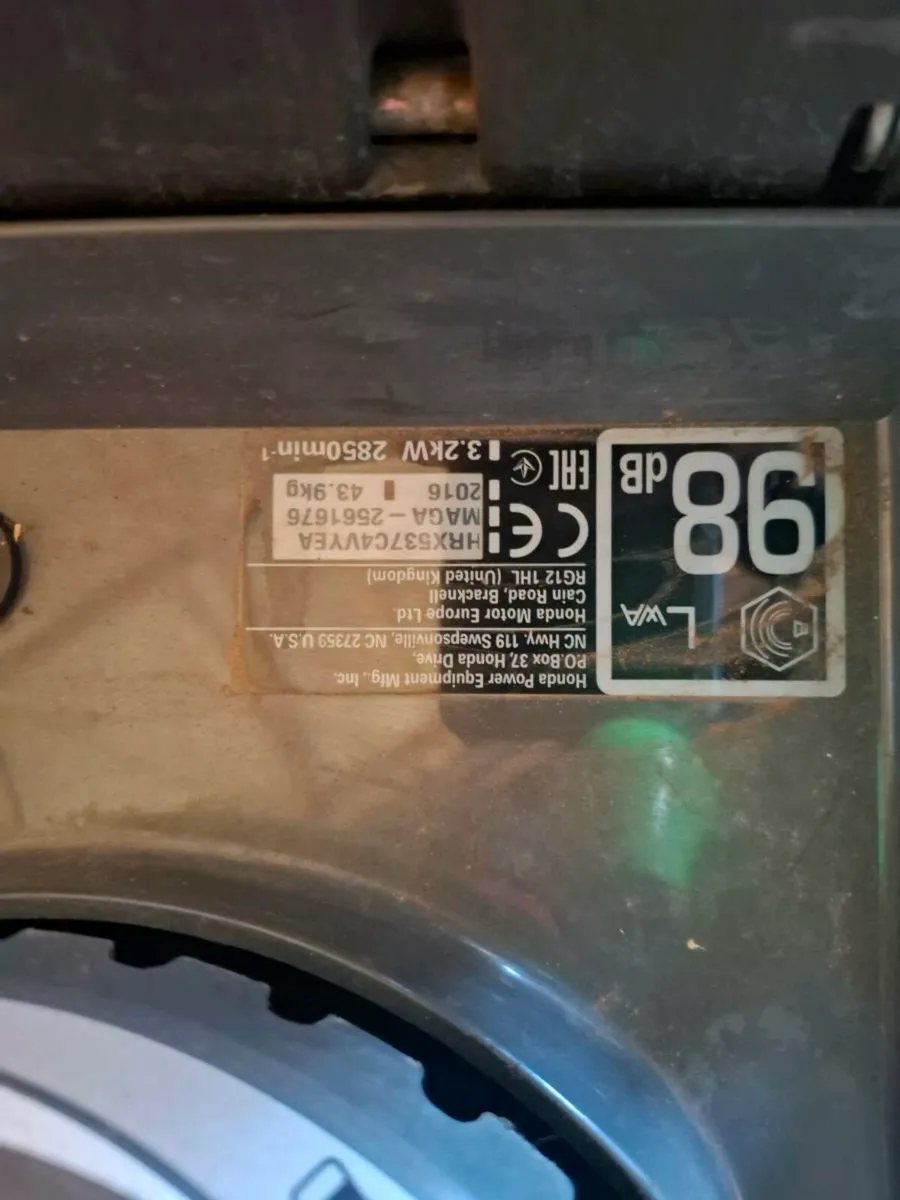 Honda Power Equipment Mfg., Inc.
P.O.Box 37, Honda Drive,
NC Hwy. 119 Swepsonville, NC 27359 U.S.A.
Honda Motor Europe Ltd.
Cain Road, Bracknell
RG12 1HL (United Kingdom)
HRX537C4VYEA
MAGA - 2561676
2016 43.9kg
3.2kW 2850min-1
CE
EAC
LWA
98dB